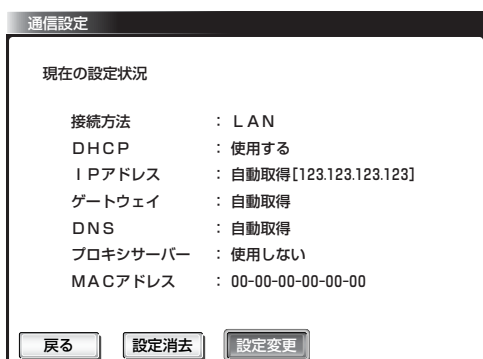 通信設定
現在の設定状況
接続方法 : LAN
DHCP : 使用する
IPアドレス : 自動取得[123.123.123.123]
ゲートウェイ : 自動取得
DNS : 自動取得
プロキシサーバー : 使用しない
MACアドレス : 00-00-00-00-00-00
戻る 設定消去 設定変更